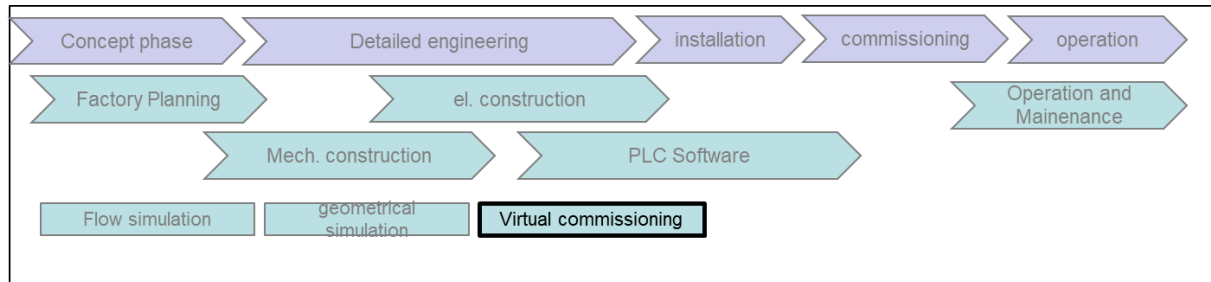 Concept phase
Detailed engineering
installation
commissioning
operation
Factory Planning
el. construction
Operation and
Mainenance
Mech. construction
PLC Software
Flow simulation
geometrical
simulation
Virtual commissioning